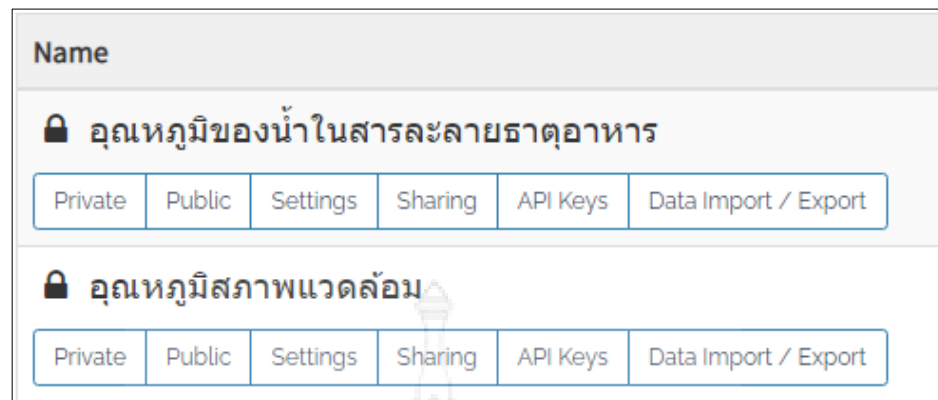 Name
อุณหภูมิของน้ำในสารละลายธาตุอาหาร
Private Public Settings Sharing API Keys Data Import / Export
อุณหภูมิสภาพแวดล้อม
Private Public Settings Sharing API Keys Data Import / Export